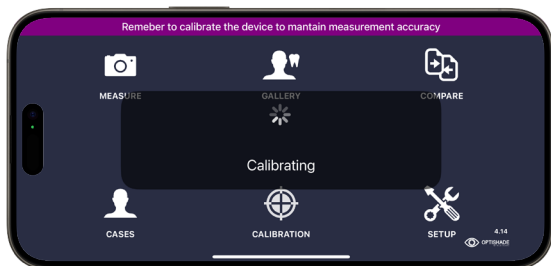 Remeber to calibrate the device to mantain measurement accuracy
MEASURE
GALLERY
COMPARE
Calibrating
CASES
CALIBRATION
SETUP
4.14
OPTISHADE